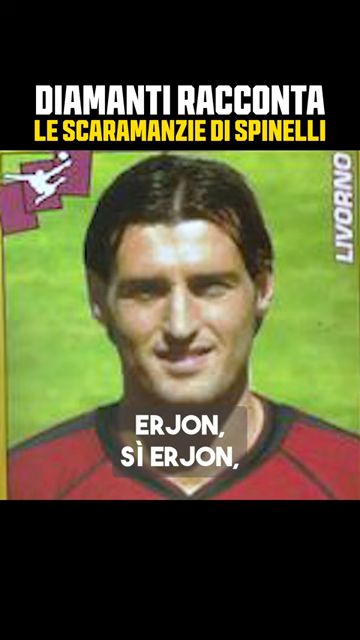 DIAMANTI RACCONTA
LE SCARAMANZIE DI SPINELLI
LIVORNO
ERJON,
SÌ ERJON,